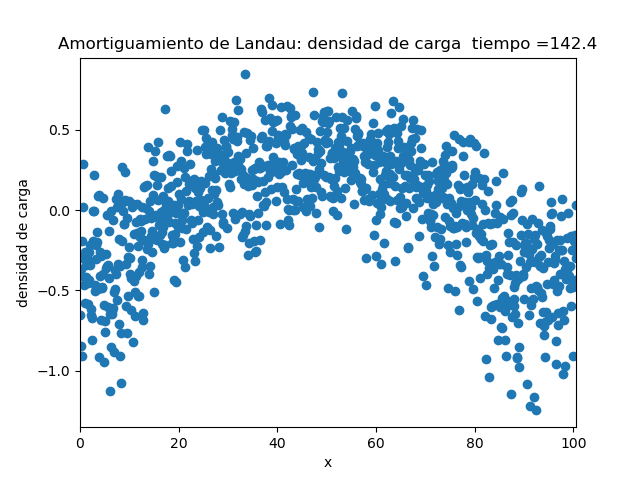 Amortiguamiento de Landau: densidad de carga  tiempo =142.4
densidad de carga
0.5
0.0
−0.5
−1.0
0 20 40 60 80 100
x